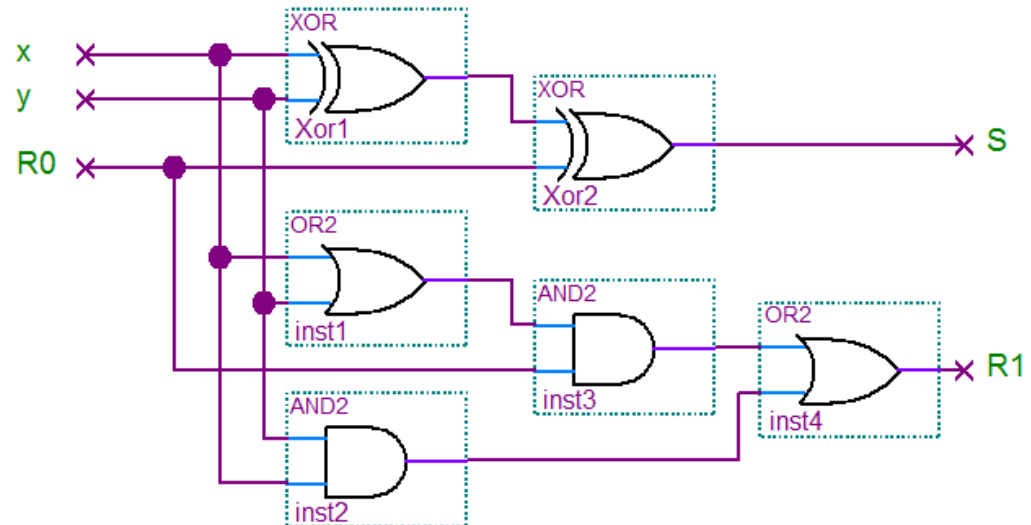 x
y
R0
XOR
Xor1
XOR
Xor2
S
OR2
inst1
AND2
inst3
OR2
inst4
R1
AND2
inst2